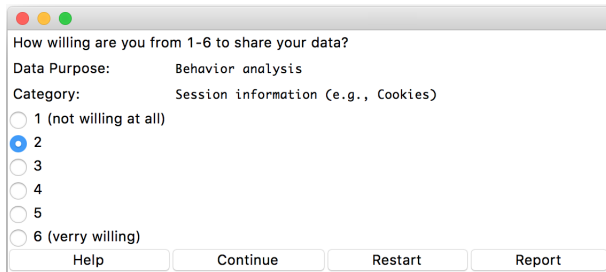 How willing are you from 1-6 to share your data?
Data Purpose: Behavior analysis
Category: Session information (e.g., Cookies)
1 (not willing at all)
2
3
4
5
6 (verry willing)
Help Continue Restart Report